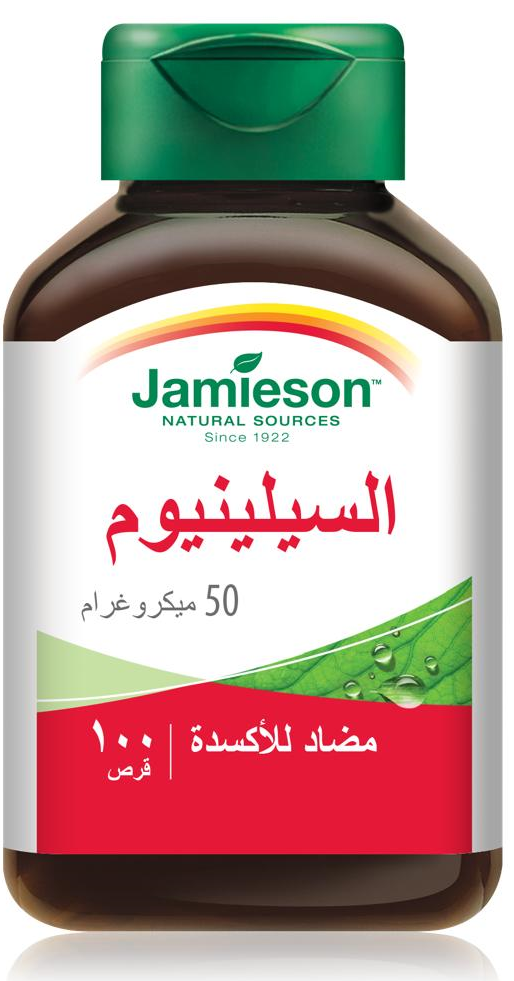 Jamieson™
NATURAL SOURCES
Since 1922
السيلينيوم
50 ميكروغرام
مضاد للأكسدة | ١٠٠
قرص